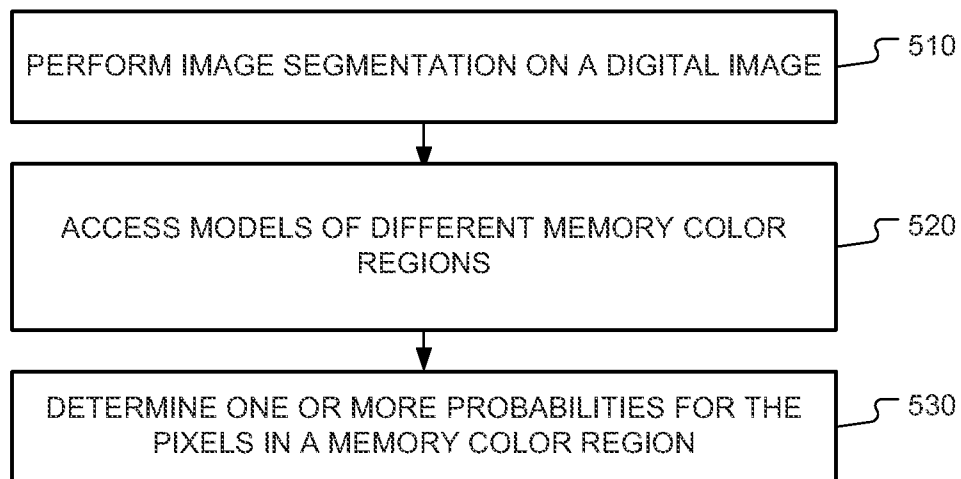 PERFORM IMAGE SEGMENTATION ON A DIGITAL IMAGE
510
ACCESS MODELS OF DIFFERENT MEMORY COLOR
REGIONS
520
DETERMINE ONE OR MORE PROBABILITIES FOR THE
PIXELS IN A MEMORY COLOR REGION
530